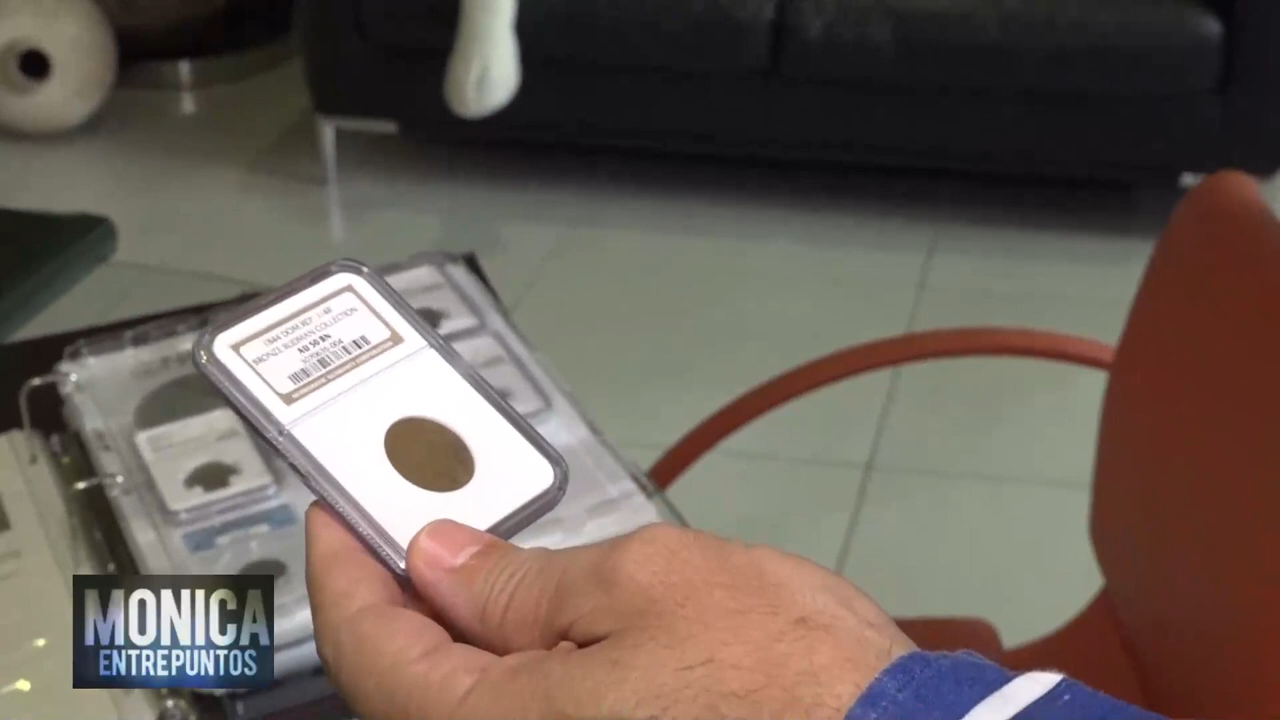 1844 DOM.REP. 1/4R
BRONZE RUDMAN COLLECTION
AU 50 BN
MONICA
ENTREPUNTOS